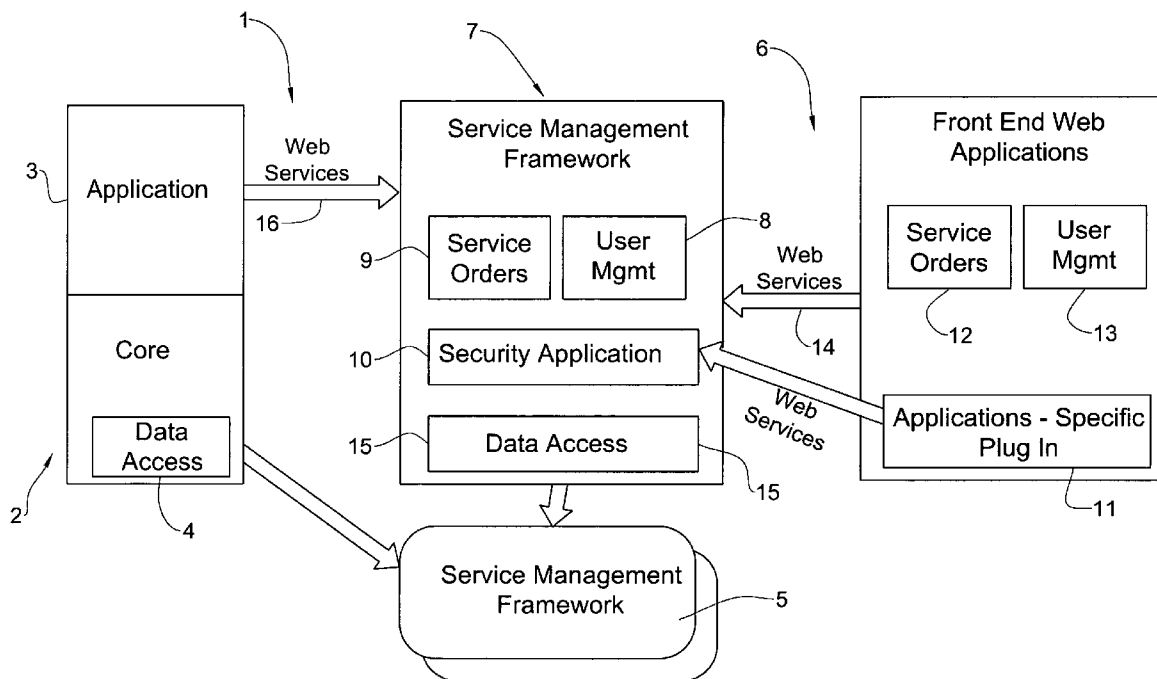 1
7
6
3
Application
Web
Services
16
Service Management
Framework
Front End Web
Applications
9
Service
Orders
User
Mgmt
8
Web
Services
14
Service
Orders
User
Mgmt
12
13
Core
10
Security Application
Web
Services
Data
Access
2
4
15
Data Access
15
Applications - Specific
Plug In
11
Service Management
Framework
5